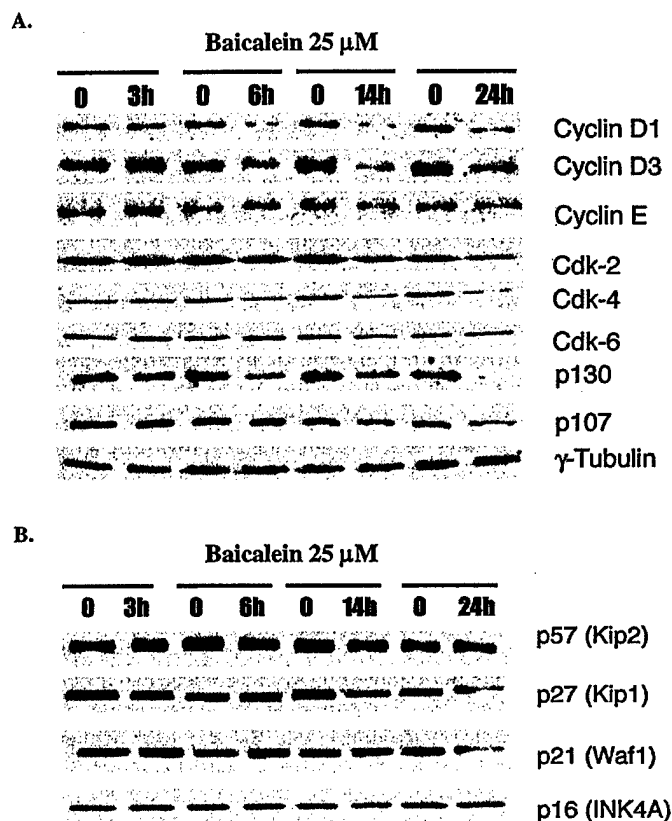 A.
Baicalein 25 µM
0 3h 0 6h 0 14h 0 24h
Cyclin D1
Cyclin D3
Cyclin E
Cdk-2
Cdk-4
Cdk-6
p130
p107
γ-Tubulin
B.
Baicalein 25 µM
0 3h 0 6h 0 14h 0 24h
p57 (Kip2)
p27 (Kip1)
p21 (Waf1)
p16 (INK4A)